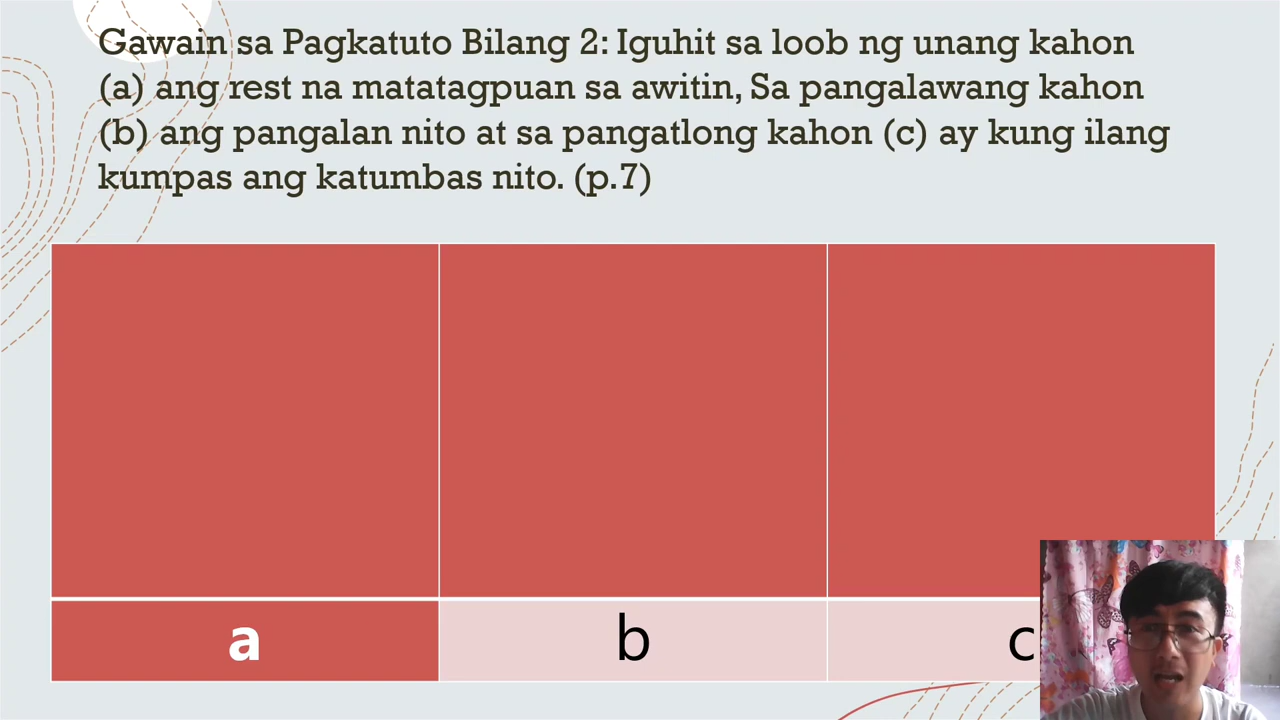 Gawain sa Pagkatuto Bilang 2: Iguhit sa loob ng unang kahon
(a) ang rest na matatagpuan sa awitin, Sa pangalawang kahon
(b) ang pangalan nito at sa pangatlong kahon (c) ay kung ilang
kumpas ang katumbas nito. (p.7)
a b c